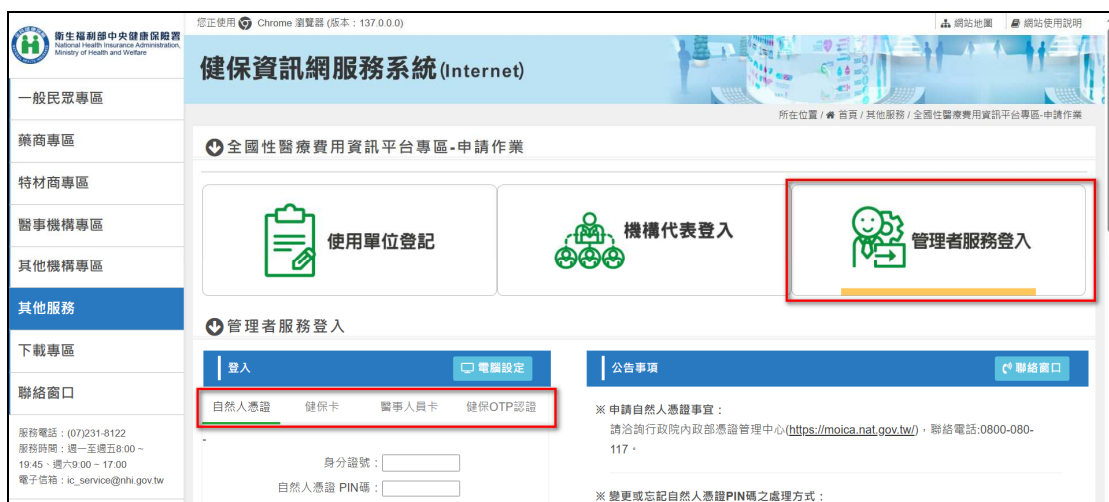 衛生福利部中央健康保險署
National Health Insurance Administration,
Ministry of Health and Welfare
一般民眾專區
藥商專區
特材商專區
醫事機構專區
其他機構專區
其他服務
下載專區
聯絡窗口
服務電話：(07)231-8122
服務時間：週一至週五8:00 ~
19:45、週六9:00 ~ 17:00
電子信箱：ic_service@nhi.gov.tw
您正使用 Chrome 瀏覽器 (版本：137.0.0.0)
網站地圖 網站使用說明
健保資訊網服務系統(Internet)
所在位置 / 首頁 / 其他服務 / 全國性醫療費用資訊平台專區-申請作業
全國性醫療費用資訊平台專區-申請作業
使用單位登記
機構代表登入
管理者服務登入
管理者服務登入
登入 電腦設定
自然人憑證 健保卡 醫事人員卡 健保OTP認證
-
身分證號：
自然人憑證 PIN碼：
公告事項 聯絡窗口
※ 申請自然人憑證事宜：
請洽詢行政院內政部憑證管理中心(https://moica.nat.gov.tw/)，聯絡電話:0800-080-
117。
※ 變更或忘記自然人憑證PIN碼之處理方式：